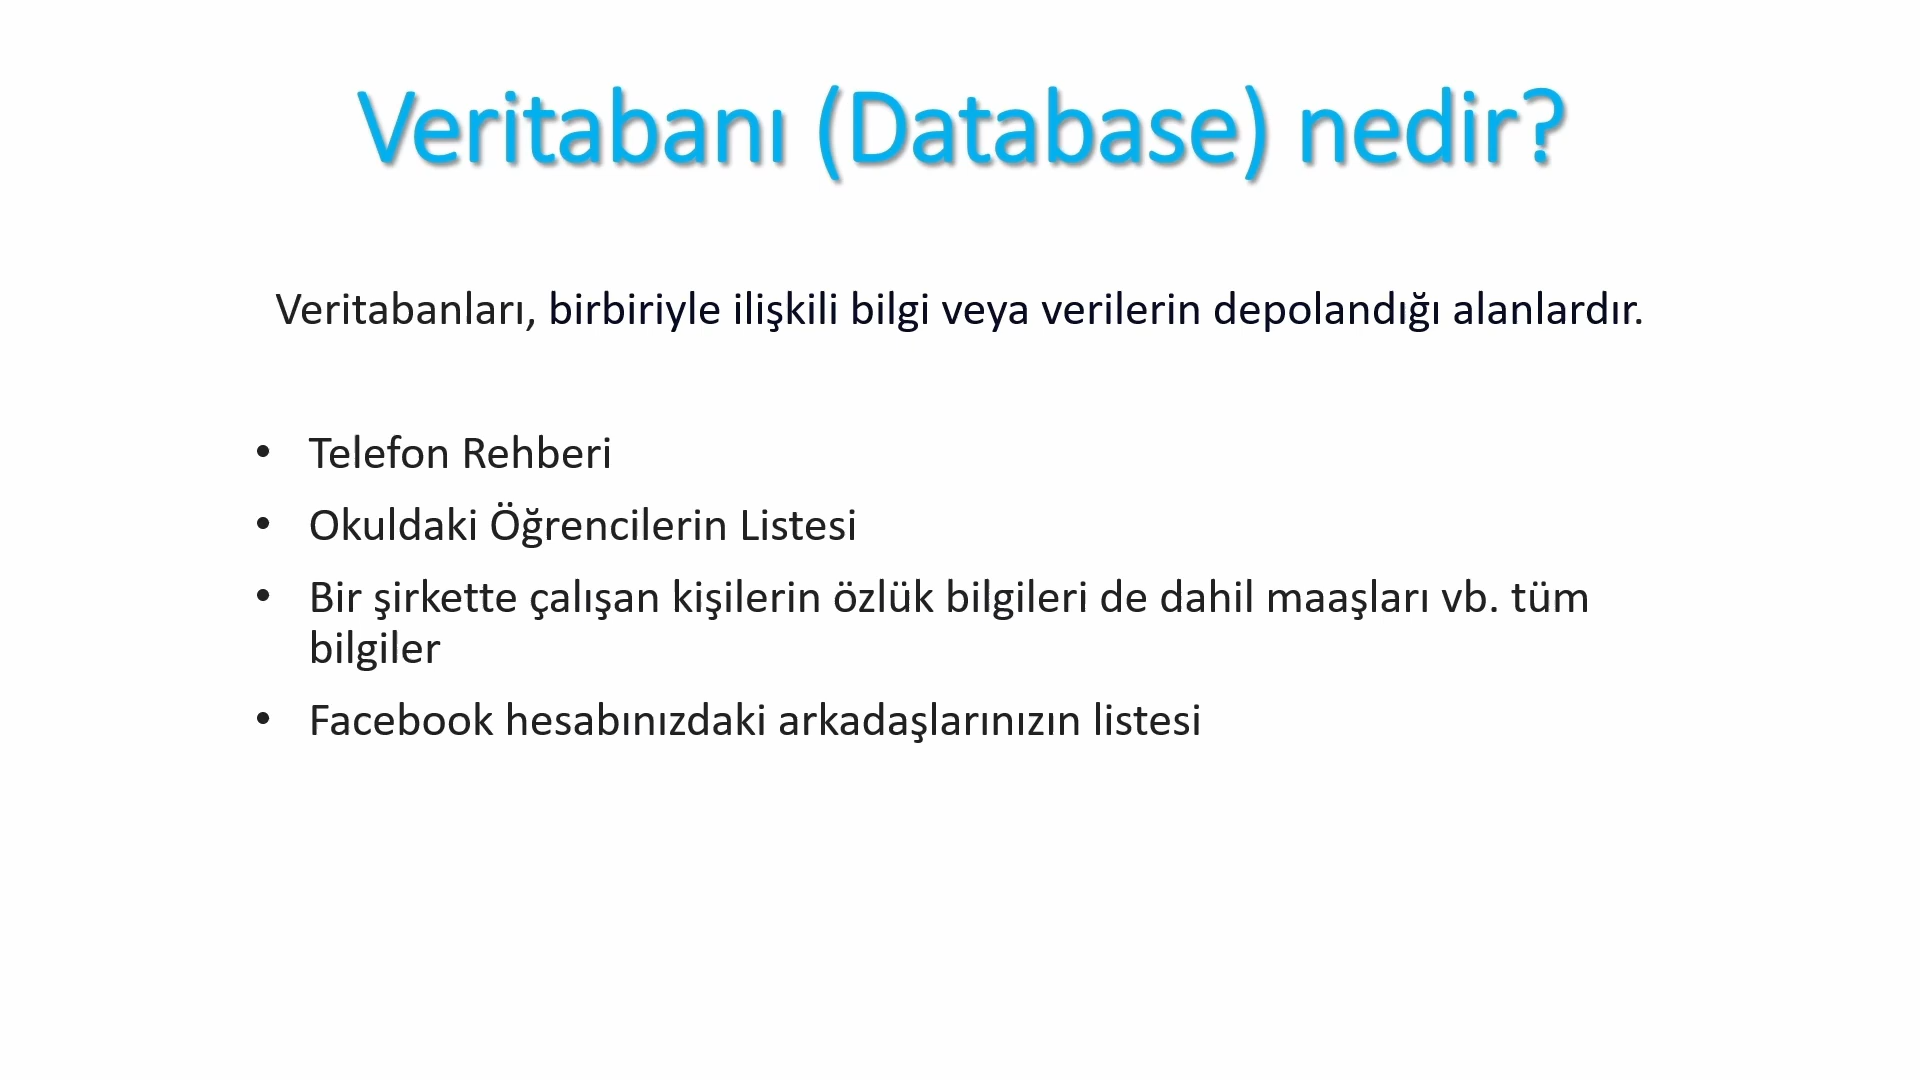 Veritabanı (Database) nedir?
Veritabanları, birbiriyle ilişkili bilgi veya verilerin depolandığı alanlardır.
• Telefon Rehberi
• Okuldaki Öğrencilerin Listesi
• Bir şirkette çalışan kişilerin özlük bilgileri de dahil maaşları vb. tüm
bilgiler
• Facebook hesabınızdaki arkadaşlarınızın listesi